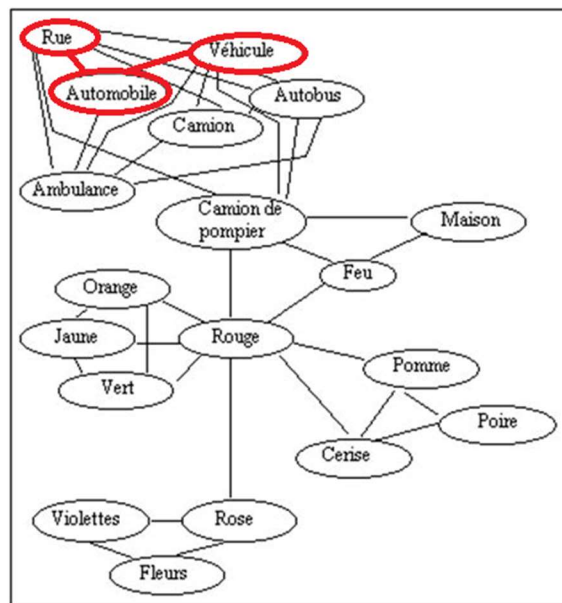 Rue
Véhicule
Automobile
Autobus
Camion
Ambulance
Camion de
pompier
Maison
Feu
Orange
Jaune
Rouge
Vert
Pomme
Poire
Cerise
Violettes
Rose
Fleurs